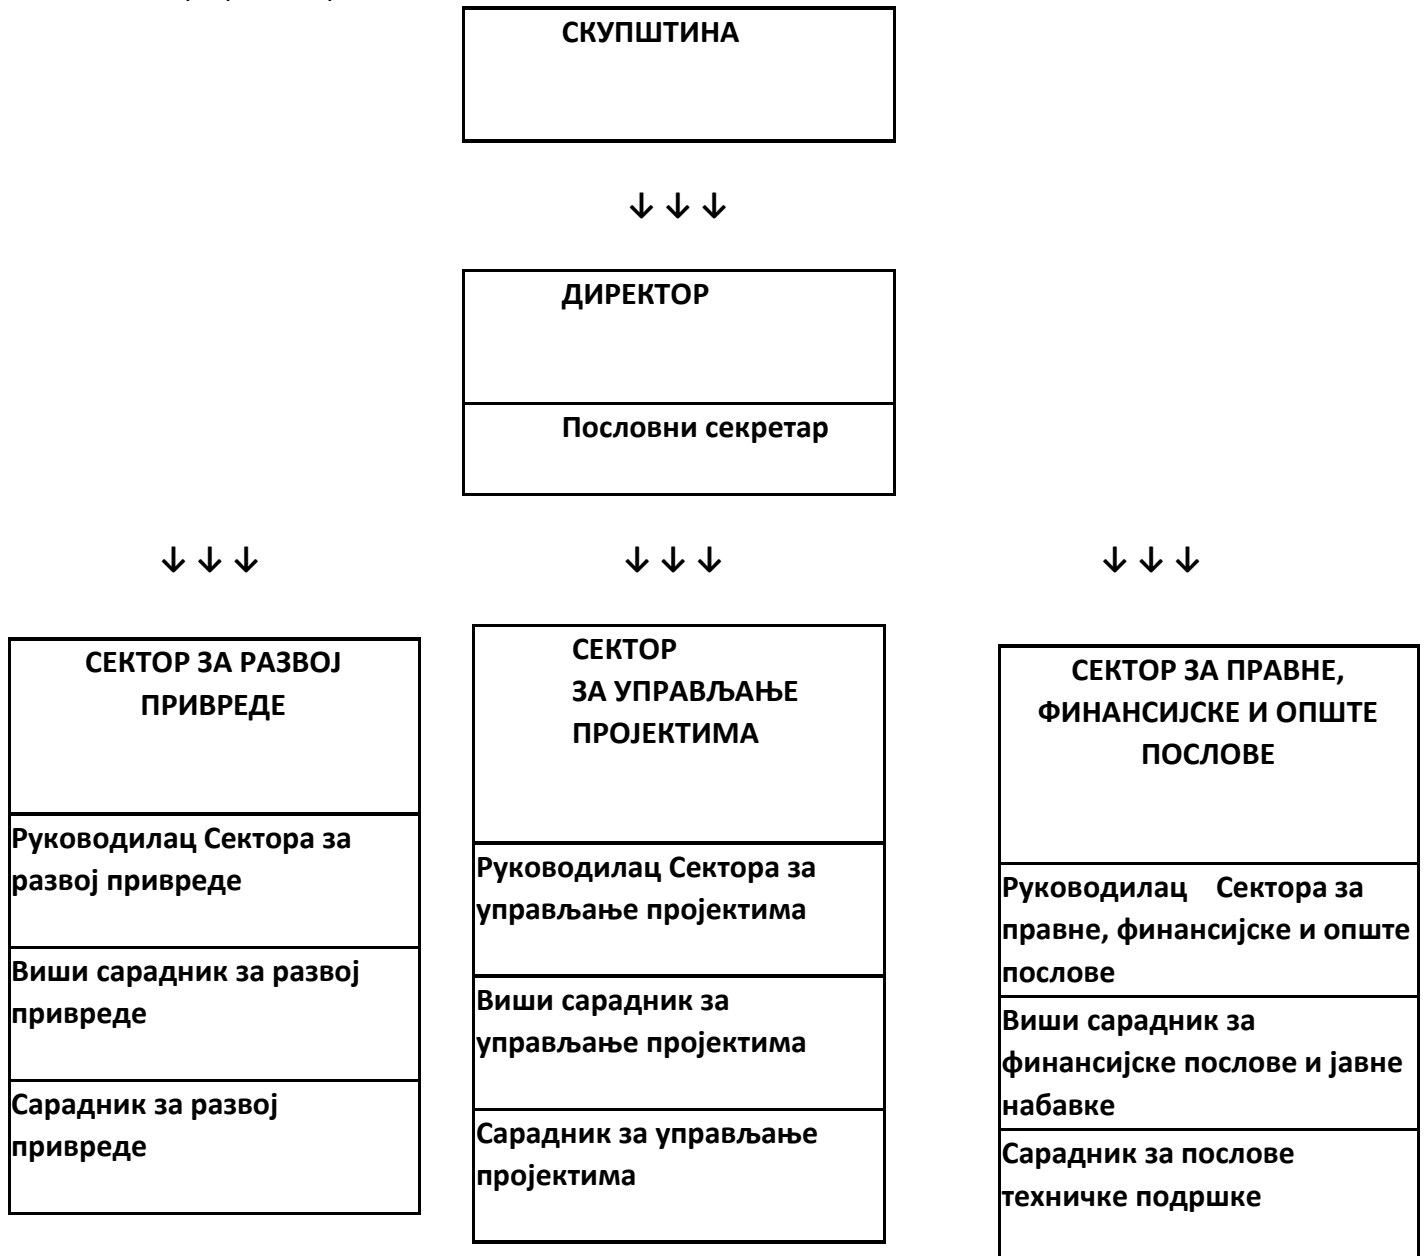 СКУПШТИНА
↓ ↓ ↓
ДИРЕКТОР
Пословни секретар
↓ ↓ ↓
↓ ↓ ↓
↓ ↓ ↓
СЕКТОР ЗА РАЗВОЈ
ПРИВРЕДЕ
Руководилац Сектора за
развој привреде
Виши сарадник за развој
привреде
Сарадник за развој
привреде
СЕКТОР
ЗА УПРАВЉАЊЕ
ПРОЈЕКТИМА
Руководилац Сектора за
управљање пројектима
Виши сарадник за
управљање пројектима
Сарадник за управљање
пројектима
СЕКТОР ЗА ПРАВНЕ,
ФИНАНСИЈСКЕ И ОПШТЕ
ПОСЛОВЕ
Руководилац Сектора за
правне, финансијске и опште
послове
Виши сарадник за
финансијске послове и јавне
набавке
Сарадник за послове
техничке подршке